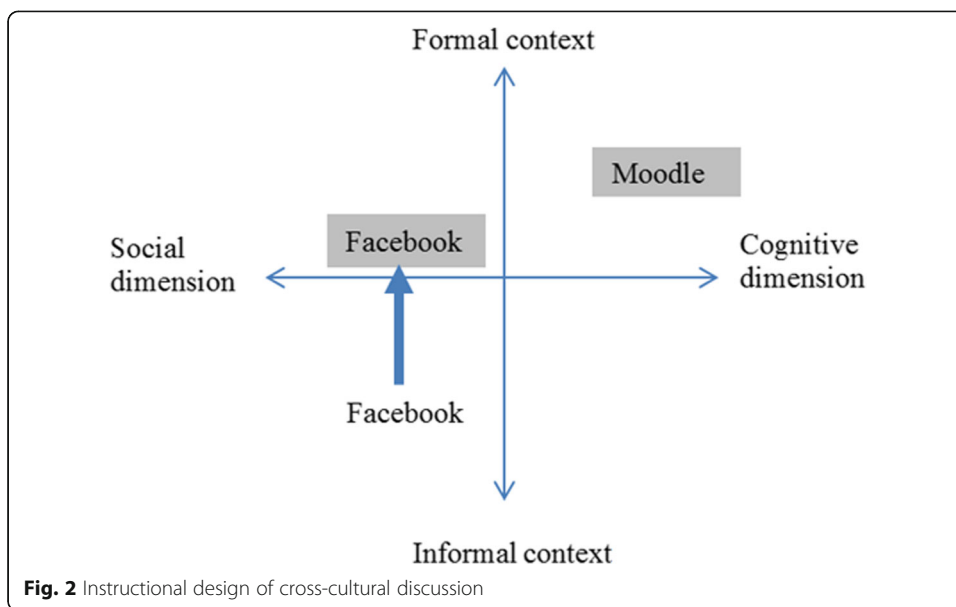 Formal context
Moodle
Facebook
Social
dimension
Cognitive
dimension
Facebook
Informal context
Fig. 2 Instructional design of cross-cultural discussion